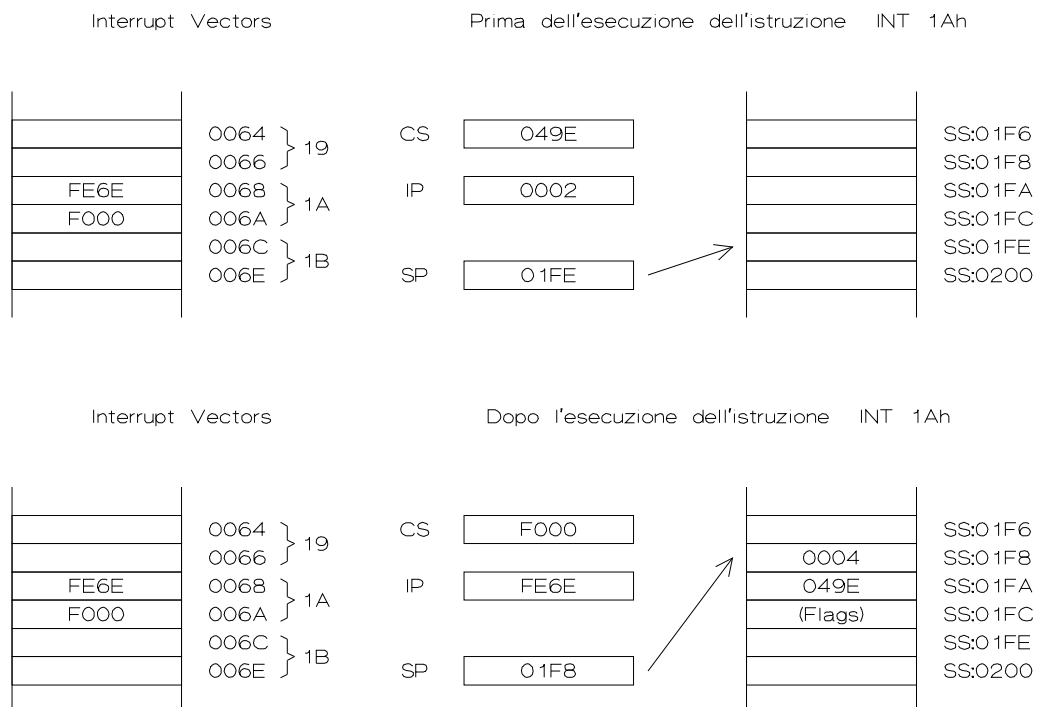 Interrupt Vectors Prima dell'esecuzione dell'istruzione INT 1Ah
0064 CS 049E SS:01F6
19
0066 SS:01F8
FE6E 0068 IP 0002 SS:01FA
1A
F000 006A SS:01FC
006C SS:01FE
1B
006E SP 01FE SS:0200
Interrupt Vectors Dopo l'esecuzione dell'istruzione INT 1Ah
0064 CS F000 SS:01F6
19
0066 0004 SS:01F8
FE6E 0068 IP FE6E 049E SS:01FA
1A
F000 006A (Flags) SS:01FC
006C SS:01FE
1B
006E SP 01F8 SS:0200